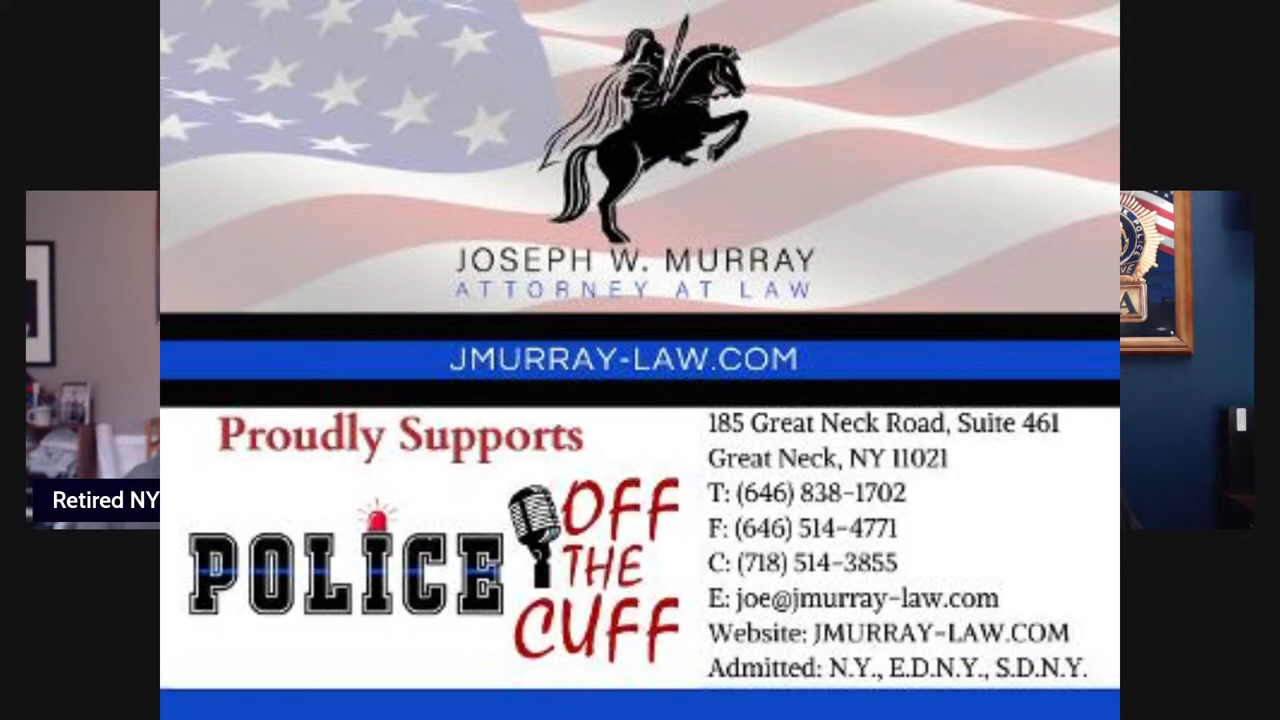 JOSEPH W. MURRAY
ATTORNEY AT LAW
JMURRAY-LAW.COM
Proudly Supports
POLICE
OFF
THE
CUFF
185 Great Neck Road, Suite 461
Great Neck, NY 11021
T: (646) 838-1702
F: (646) 514-4771
C: (718) 514-3855
E: joe@jmurray-law.com
Website: JMURRAY-LAW.COM
Admitted: N.Y., E.D.N.Y., S.D.N.Y.
Retired NY